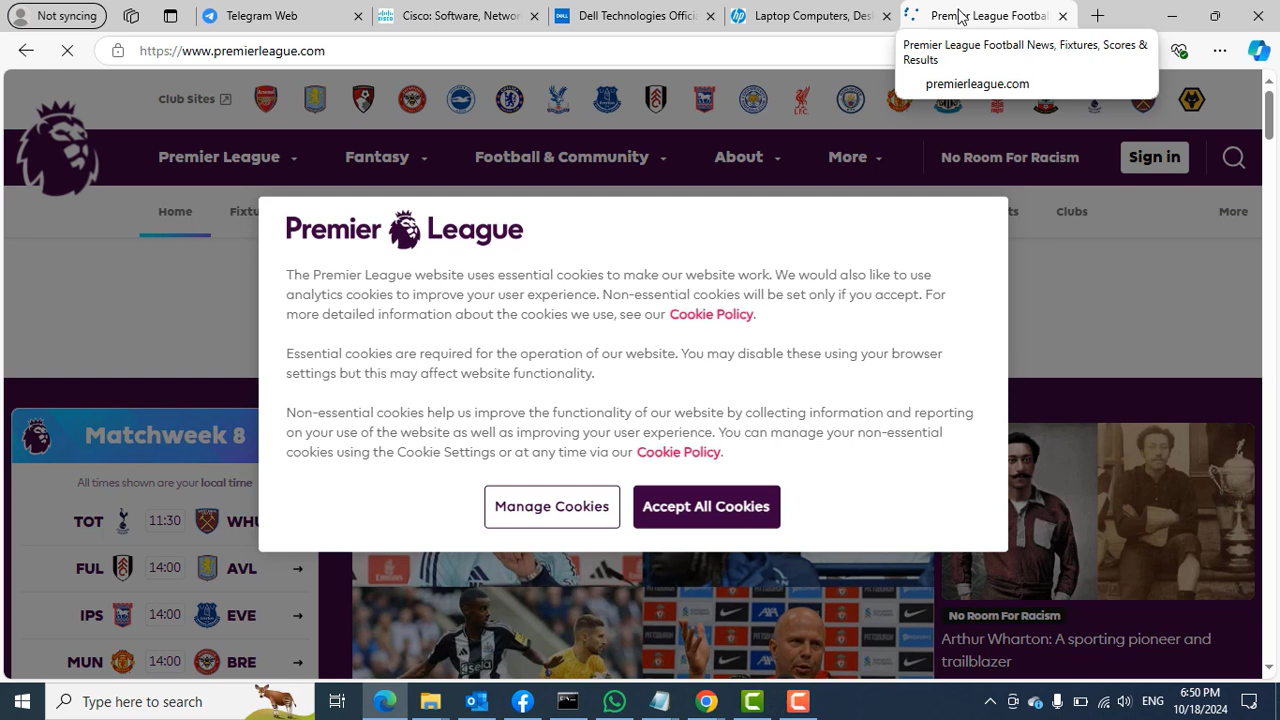 Not syncing
Telegram Web
Cisco: Software, Networ
Dell Technologies Offici
Laptop Computers, Desk
Premier League Footbal
https://www.premierleague.com
Premier League Football News, Fixtures, Scores &
Results
premierleague.com
Club Sites
Premier League
Fantasy
Football & Community
About
More
No Room For Racism
Sign in
Home
Fixtu
ts
Clubs
More
Premier League
The Premier League website uses essential cookies to make our website work. We would also like to use
analytics cookies to improve your user experience. Non-essential cookies will be set only if you accept. For
more detailed information about the cookies we use, see our Cookie Policy.
Essential cookies are required for the operation of our website. You may disable these using your browser
settings but this may affect website functionality.
Non-essential cookies help us improve the functionality of our website by collecting information and reporting
on your use of the website as well as improving your user experience. You can manage your non-essential
cookies using the Cookie Settings or at any time via our Cookie Policy.
Manage Cookies
Accept All Cookies
Matchweek 8
All times shown are your local time
TOT 11:30 WHU
FUL 14:00 AVL
IPS 14:00 EVE
MUN 14:00 BRE
No Room For Racism
Arthur Wharton: A sporting pioneer and
trailblazer
Type here to search
ENG
6:50 PM
10/18/2024